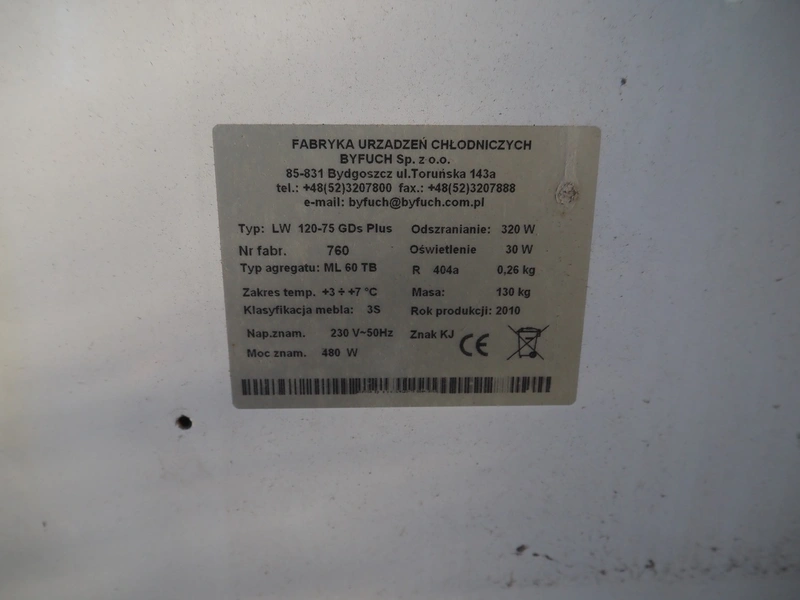 FABRYKA URZADZEŃ CHŁODNICZYCH
BYFUCH Sp. z o.o.
85-831 Bydgoszcz ul.Toruńska 143a
tel.: +48(52)3207800 fax.: +48(52)3207888
e-mail: byfuch@byfuch.com.pl
Typ: LW 120-75 GDs Plus Odszranianie: 320 W
Nr fabr. 760 Oświetlenie 30 W
Typ agregatu: ML 60 TB R 404a 0,26 kg
Zakres temp. +3 ÷ +7 °C Masa: 130 kg
Klasyfikacja mebla: 3S Rok produkcji: 2010
Nap.znam. 230 V~50Hz Znak KJ CE
Moc znam. 480 W